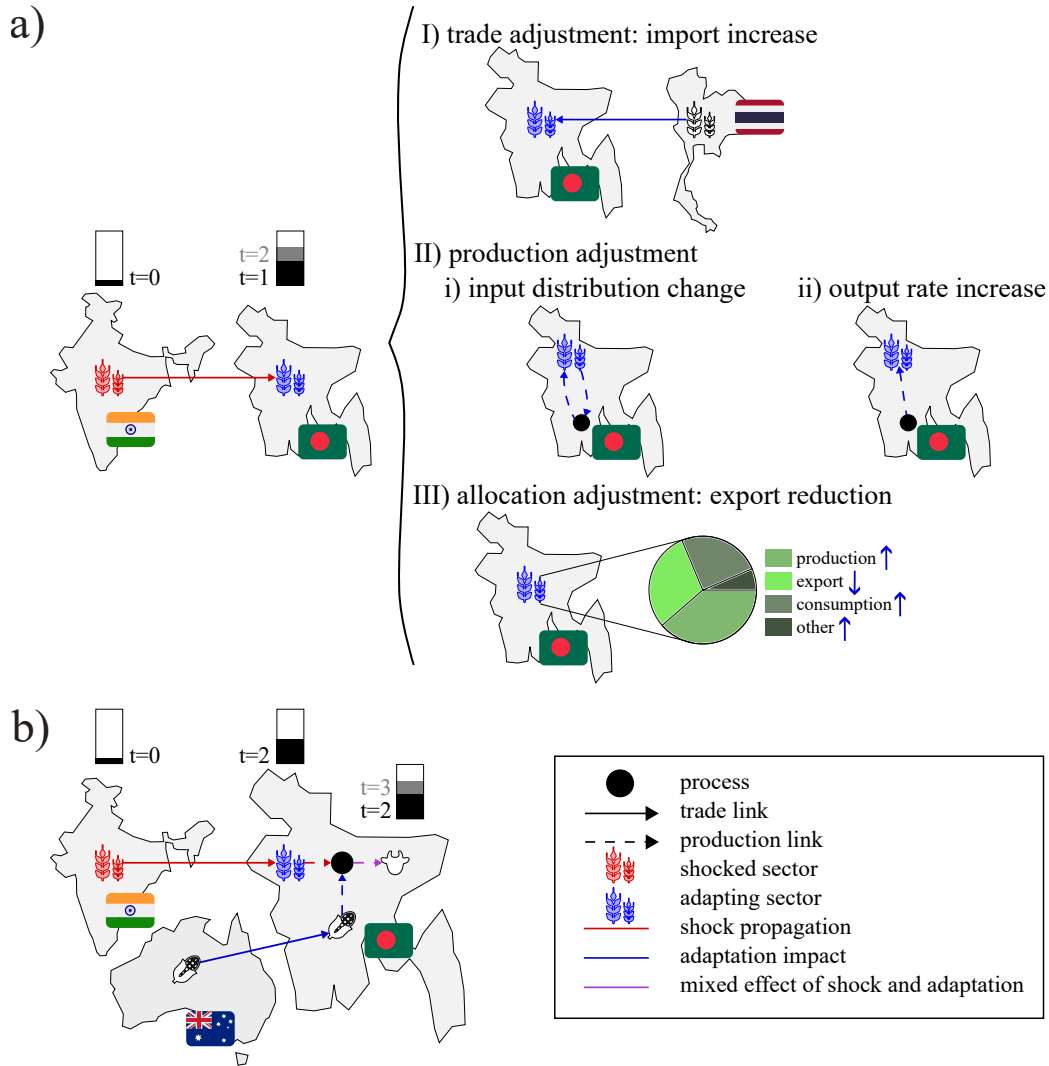 a)
I) trade adjustment: import increase
t=0
t=2
t=1
II) production adjustment
i) input distribution change
ii) output rate increase
III) allocation adjustment: export reduction
production
export
consumption
other
b)
t=0
t=2
t=3
t=2
process
trade link
production link
shocked sector
adapting sector
shock propagation
adaptation impact
mixed effect of shock and adaptation